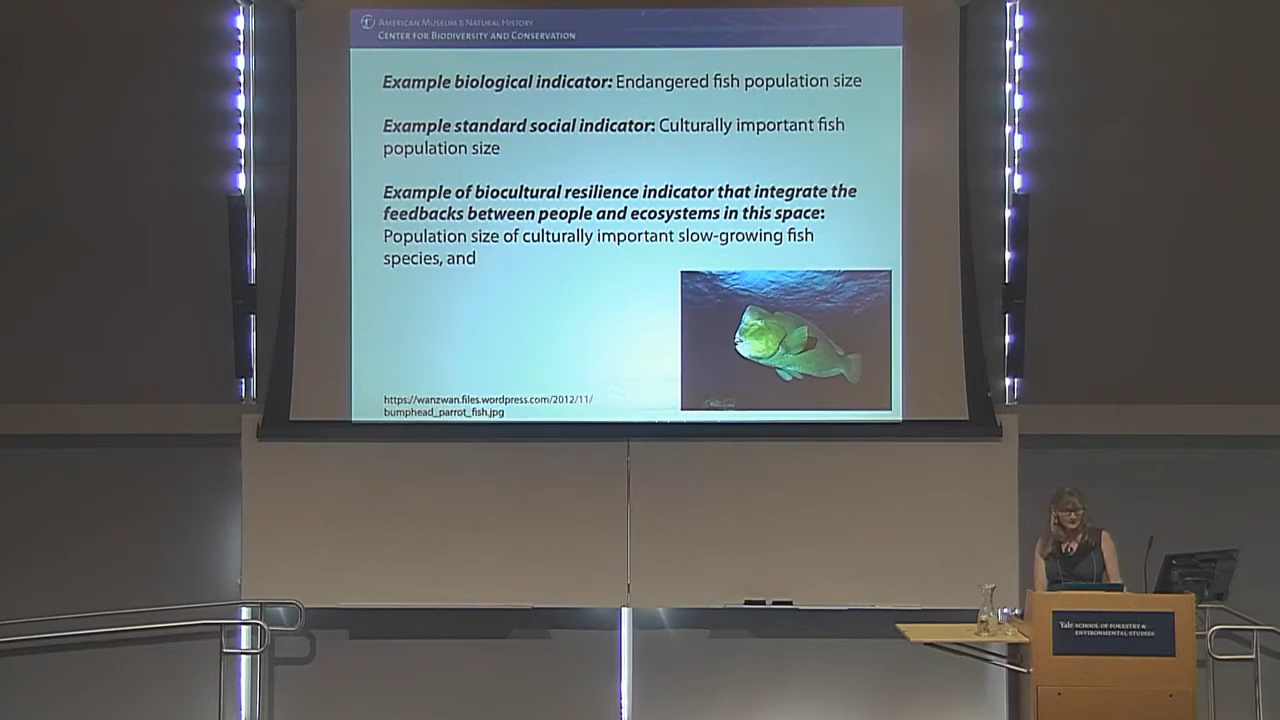 AMERICAN MUSEUM & NATURAL HISTORY
CENTER FOR BIODIVERSITY AND CONSERVATION
Example biological indicator: Endangered fish population size
Example standard social indicator: Culturally important fish
population size
Example of biocultural resilience indicator that integrate the
feedbacks between people and ecosystems in this space:
Population size of culturally important slow-growing fish
species, and
https://wanzwan.files.wordpress.com/2012/11/
bumphead_parrot_fish.jpg
Yale SCHOOL OF FORESTRY &
ENVIRONMENTAL STUDIES